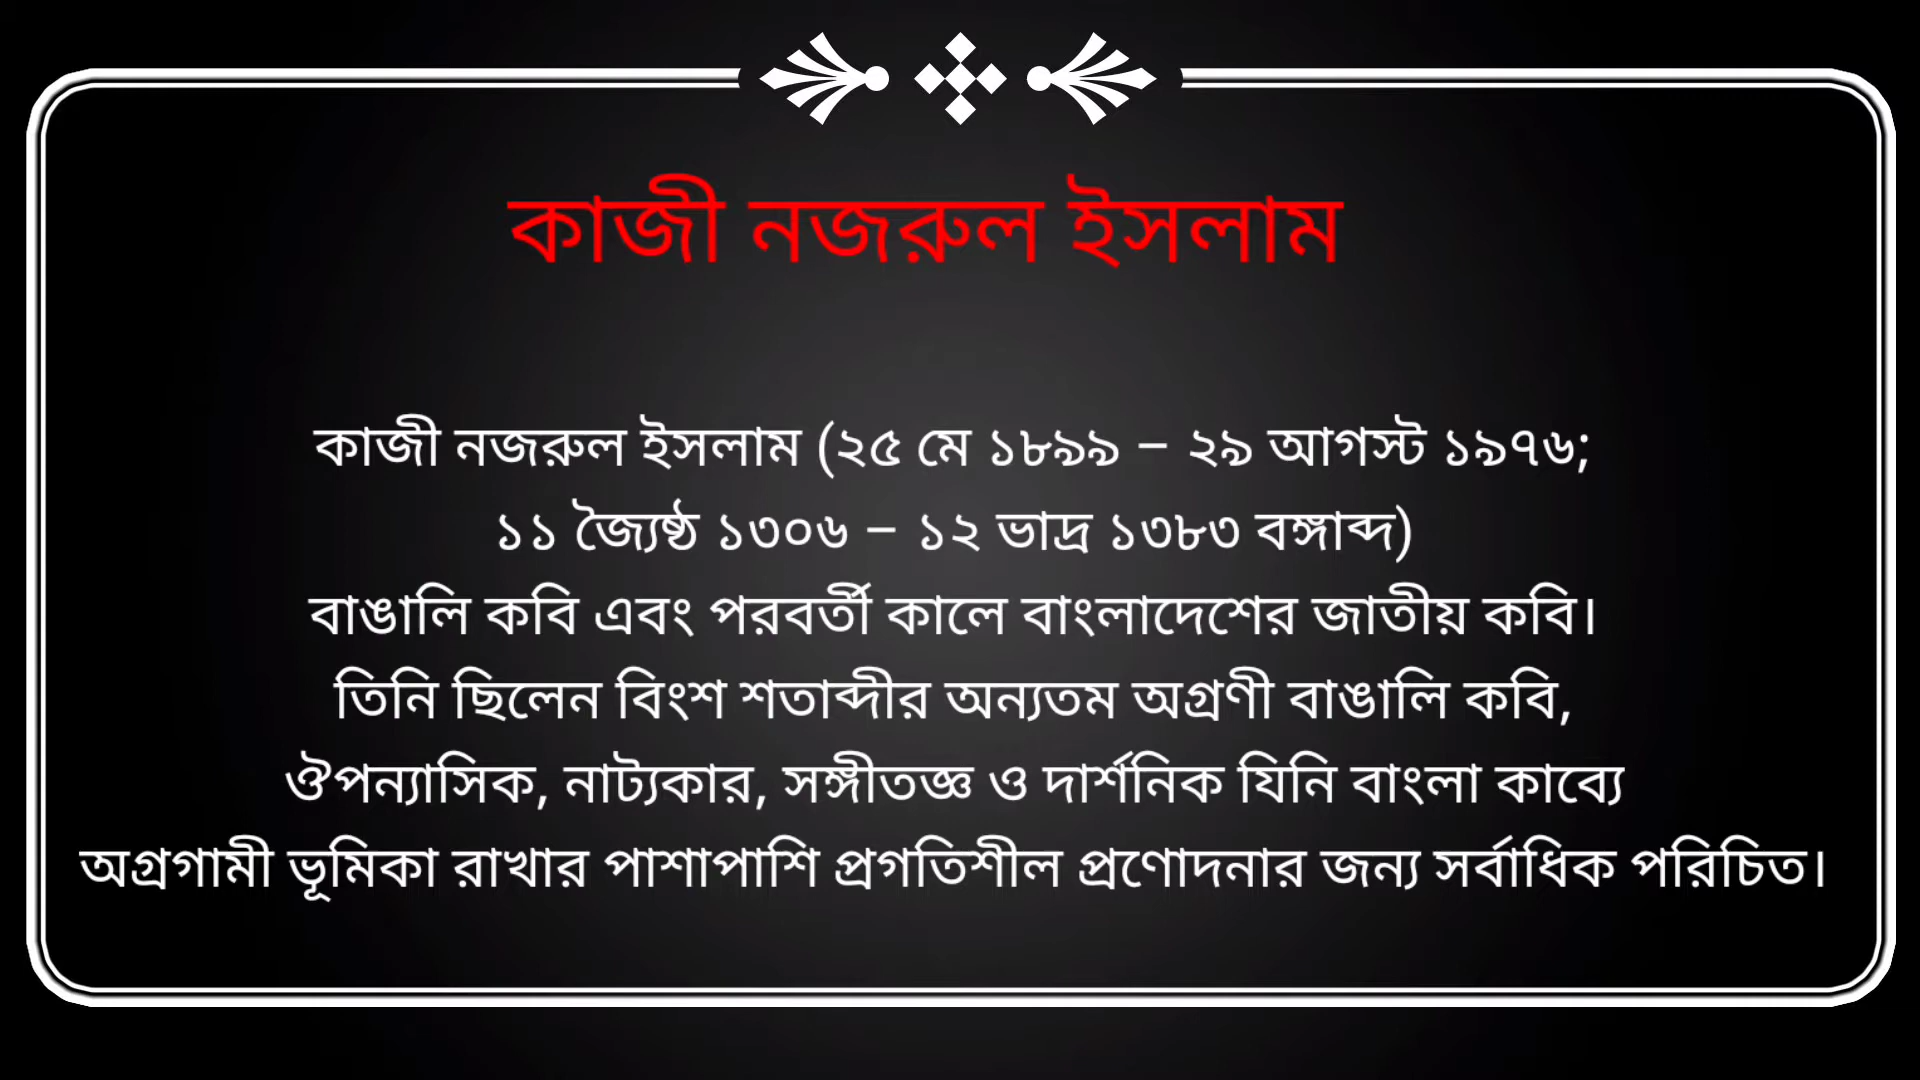 কাজী নজরুল ইসলাম
কাজী নজরুল ইসলাম (২৫ মে ১৮৯৯ – ২৯ আগস্ট ১৯৭৬;
১১ জ্যৈষ্ঠ ১৩০৬ – ১২ ভাদ্র ১৩৮৩ বঙ্গাব্দ)
বাঙালি কবি এবং পরবর্তী কালে বাংলাদেশের জাতীয় কবি।
তিনি ছিলেন বিংশ শতাব্দীর অন্যতম অগ্রণী বাঙালি কবি,
ঔপন্যাসিক, নাট্যকার, সঙ্গীতজ্ঞ ও দার্শনিক যিনি বাংলা কাব্যে
অগ্রগামী ভূমিকা রাখার পাশাপাশি প্রগতিশীল প্রণোদনার জন্য সর্বাধিক পরিচিত।